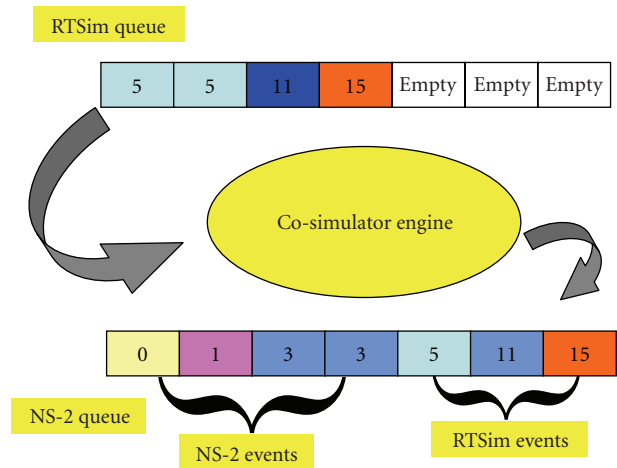 RTSim queue
5 5 11 15 Empty Empty Empty
Co-simulator engine
0 1 3 3 5 11 15
NS-2 queue
NS-2 events
RTSim events